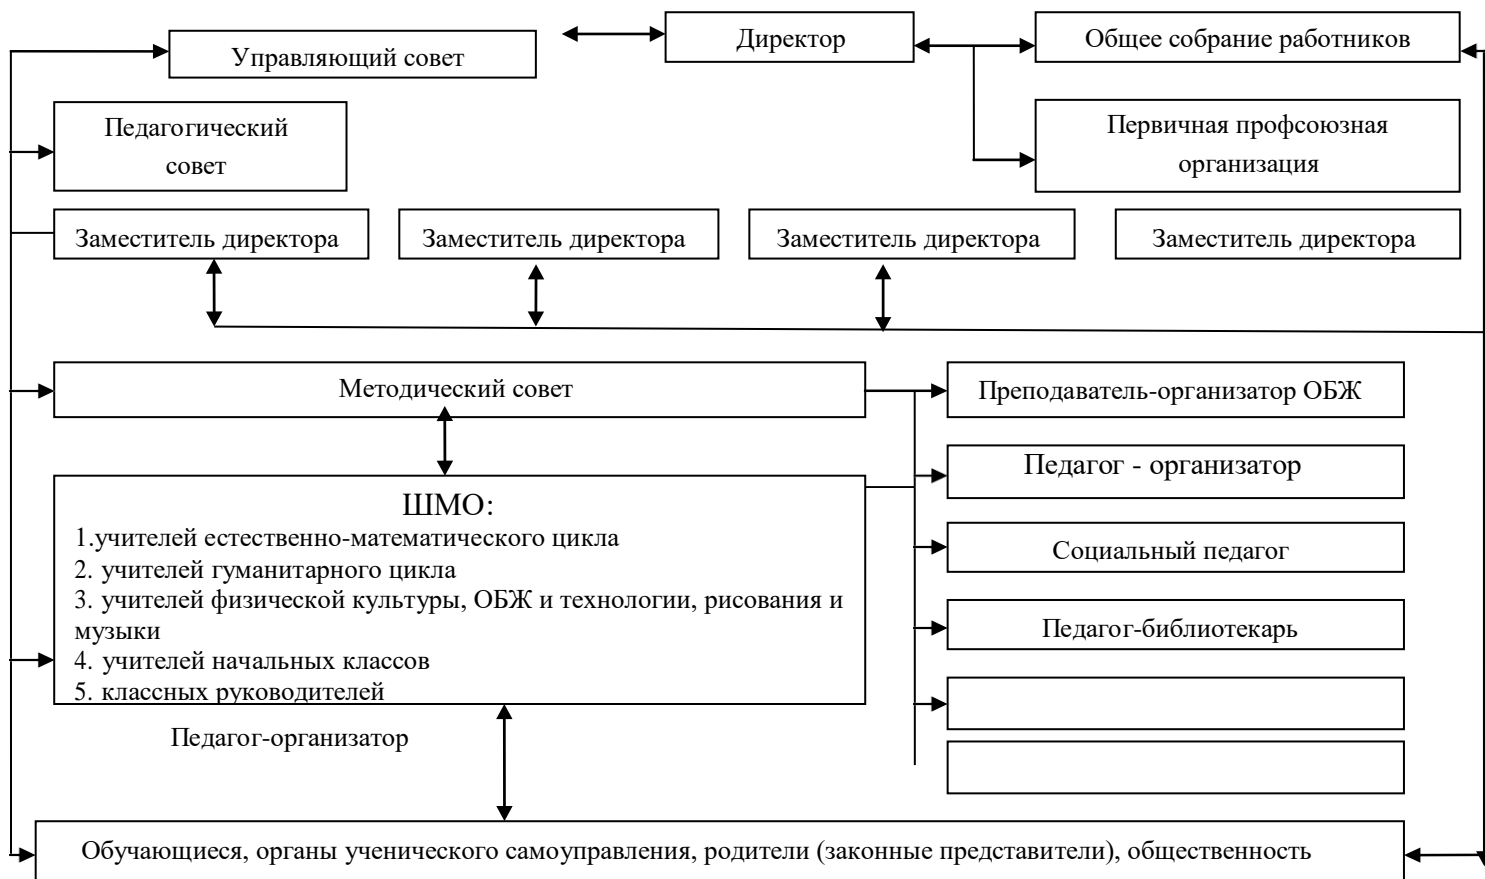 Управляющий совет
Директор
Общее собрание работников
Педагогический
совет
Первичная профсоюзная
организация
Заместитель директора
Заместитель директора
Заместитель директора
Заместитель директора
Методический совет
Преподаватель-организатор ОБЖ
Педагог - организатор
ШМО:
1.учителей естественно-математического цикла
2. учителей гуманитарного цикла
3. учителей физической культуры, ОБЖ и технологии, рисования и
музыки
4. учителей начальных классов
5. классных руководителей
Социальный педагог
Педагог-библиотекарь
Педагог-организатор
Обучающиеся, органы ученического самоуправления, родители (законные представители), общественность